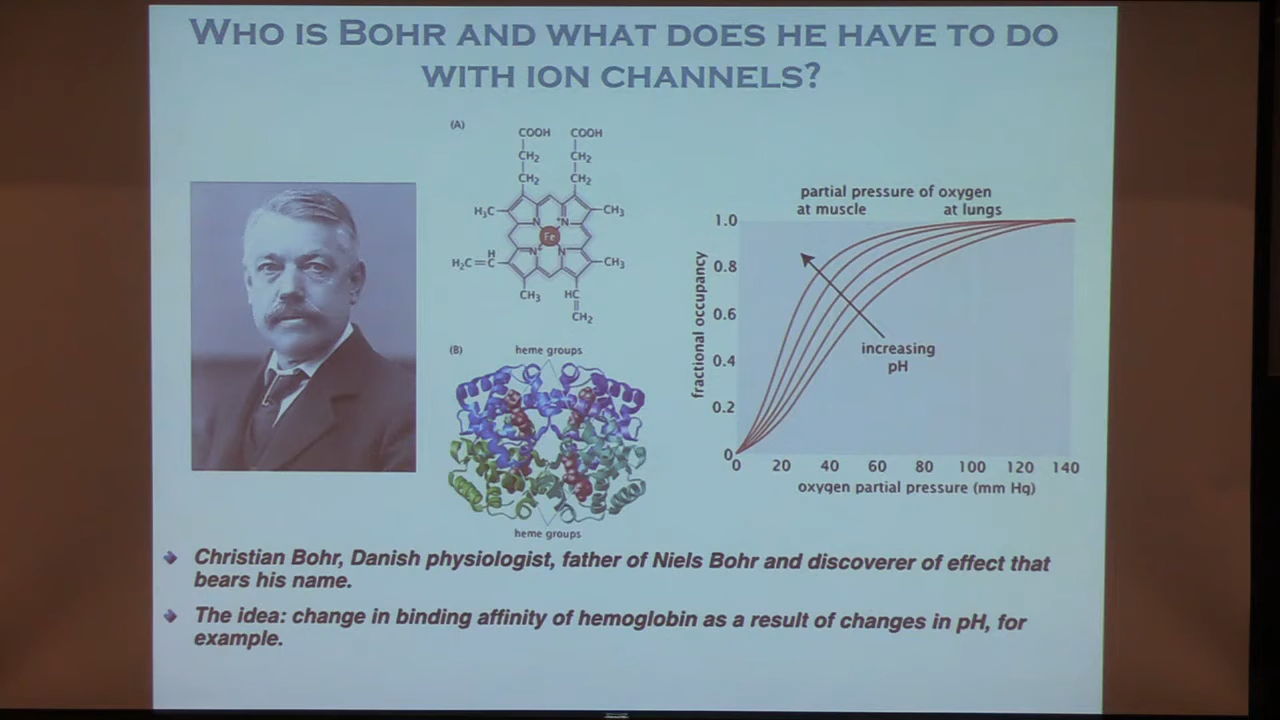 WHO IS BOHR AND WHAT DOES HE HAVE TO DO
WITH ION CHANNELS?
(A)
COOH COOH
CH2 CH2
CH2 CH2
H3C CH3
N N
Fe
N+ N
H2C=C H CH3
CH3 HC
CH2
(B)
heme groups
heme groups
partial pressure of oxygen
at muscle at lungs
1.0
0.8
0.6
0.4
0.2
0
fractional occupancy
increasing
pH
0 20 40 60 80 100 120 140
oxygen partial pressure (mm Hg)
Christian Bohr, Danish physiologist, father of Niels Bohr and discoverer of effect that
bears his name.
The idea: change in binding affinity of hemoglobin as a result of changes in pH, for
example.